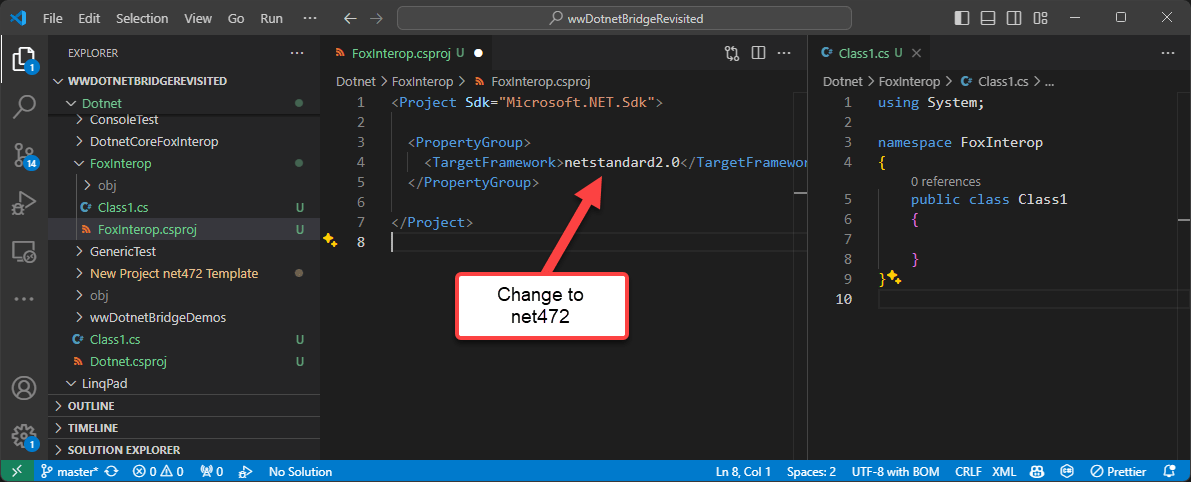 File Edit Selection View Go Run ··· wwDotnetBridgeRevisited
EXPLORER ···
WWDOTNETBRIDGEREVISITED
Dotnet
ConsoleTest
DotnetCoreFoxInterop
FoxInterop
obj
Class1.cs U
FoxInterop.csproj U
GenericTest
New Project net472 Template
obj
wwDotnetBridgeDemos
Class1.cs U
Dotnet.csproj U
LinqPad
OUTLINE
TIMELINE
SOLUTION EXPLORER
1
14
1
FoxInterop.csproj U
Dotnet > FoxInterop > FoxInterop.csproj
1 <Project Sdk="Microsoft.NET.Sdk">
2
3 <PropertyGroup>
4 <TargetFramework>netstandard2.0</TargetFramewor
5 </PropertyGroup>
6
7 </Project>
8
Change to
net472
C# Class1.cs U
Dotnet > FoxInterop > C# Class1.cs > ...
1 using System;
2
3 namespace FoxInterop
4 {
0 references
5 public class Class1
6 {
7
8 }
9 }
10
master* 0 0 0 No Solution Ln 8, Col 1 Spaces: 2 UTF-8 with BOM CRLF XML Prettier